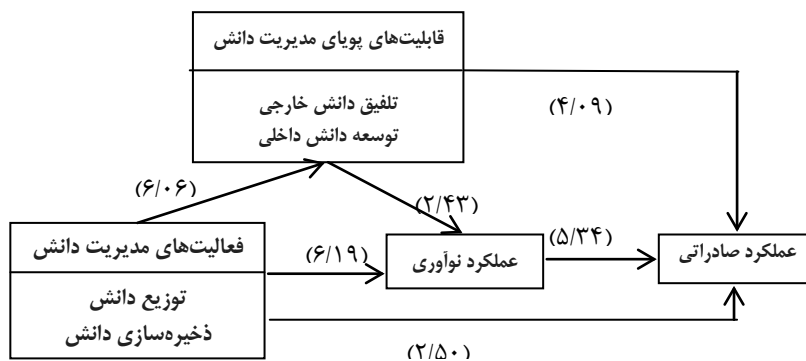 قابلیت‌های پویای مدیریت دانش
تلفیق دانش خارجی
توسعه دانش داخلی
(۴/۰۹)
(۶/۰۶)
(۲/۴۳)
فعالیت‌های مدیریت دانش
توزیع دانش
ذخیره‌سازی دانش
(۶/۱۹)
عملکرد نوآوری
(۵/۳۴)
عملکرد صادراتی
(۲/۵۰)